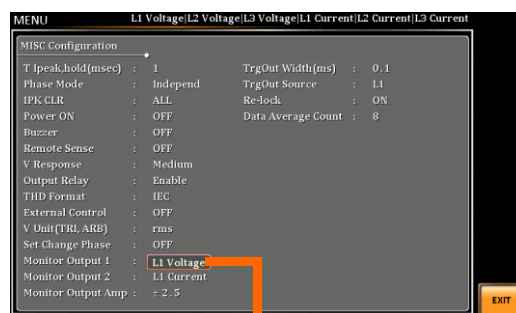 MENU L1 Voltage|L2 Voltage|L3 Voltage|L1 Current|L2 Current|L3 Current
MISC Configuration
T Ipeak,hold(msec) : 1 TrgOut Width(ms) : 0.1
Phase Mode : Independ TrgOut Source : L1
IPK CLR : ALL Re-lock : ON
Power ON : OFF Data Average Count : 8
Buzzer : OFF
Remote Sense : OFF
V Response : Medium
Output Relay : Enable
THD Format : IEC
External Control : OFF
V Unit(TRI, ARB) : rms
Set Change Phase : OFF
Monitor Output 1 : L1 Voltage
Monitor Output 2 : L1 Current
Monitor Output Amp : ±2.5
EXIT